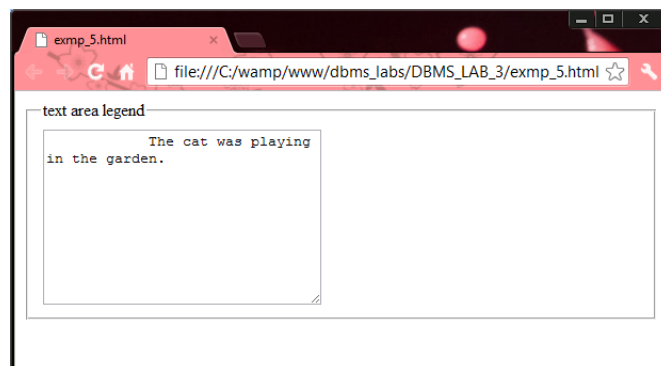 exmp_5.html
file:///C:/wamp/www/dbms_labs/DBMS_LAB_3/exmp_5.html
text area legend
The cat was playing
in the garden.